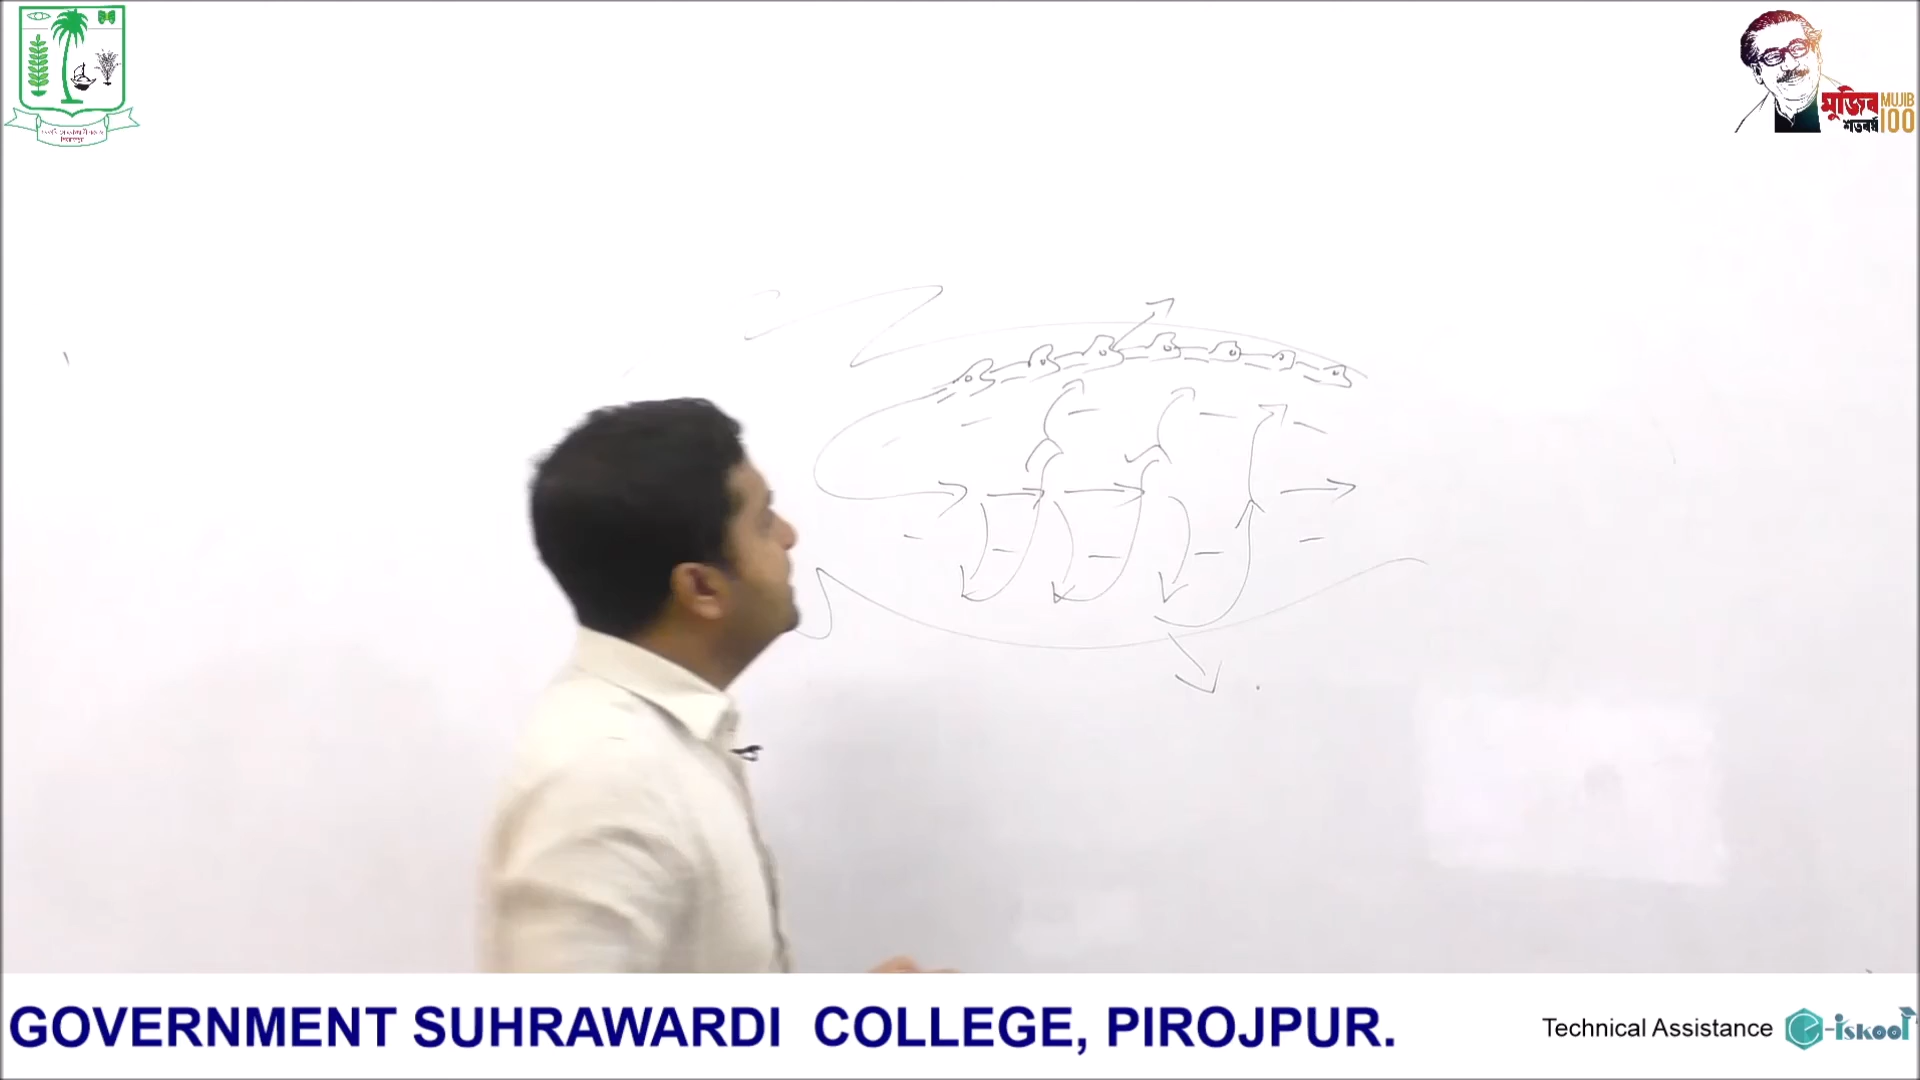 মুজিব
শতবর্ষ
MUJIB
100
GOVERNMENT SUHRAWARDI COLLEGE, PIROJPUR.
Technical Assistance e-iskool